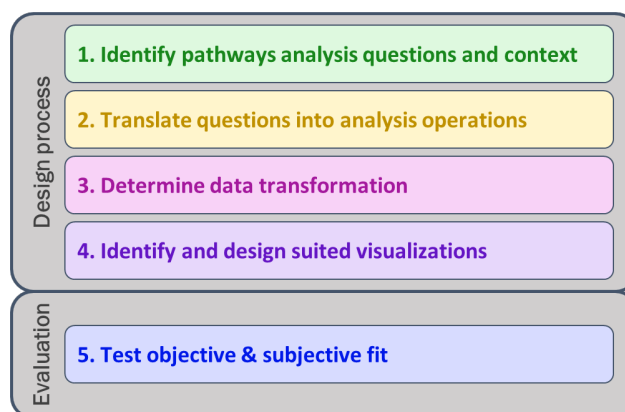 Design process
1. Identify pathways analysis questions and context
2. Translate questions into analysis operations
3. Determine data transformation
4. Identify and design suited visualizations
Evaluation
5. Test objective & subjective fit